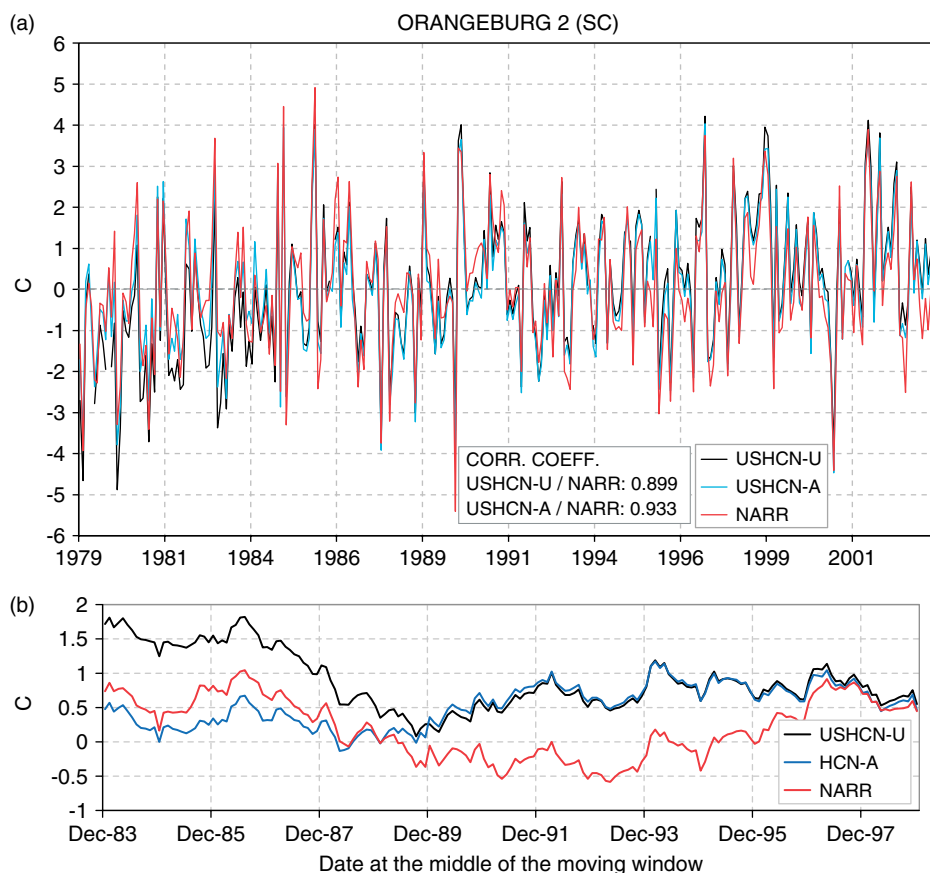 (a)
ORANGEBURG 2 (SC)
6
5
4
3
2
1
0
-1
-2
-3
-4
-5
-6
C
CORR. COEFF.
USHCN-U / NARR: 0.899
USHCN-A / NARR: 0.933
USHCN-U
USHCN-A
NARR
1979 1981 1984 1986 1989 1991 1994 1996 1999 2001
(b)
2
1.5
1
0.5
0
-0.5
-1
C
USHCN-U
HCN-A
NARR
Dec-83 Dec-85 Dec-87 Dec-89 Dec-91 Dec-93 Dec-95 Dec-97
Date at the middle of the moving window